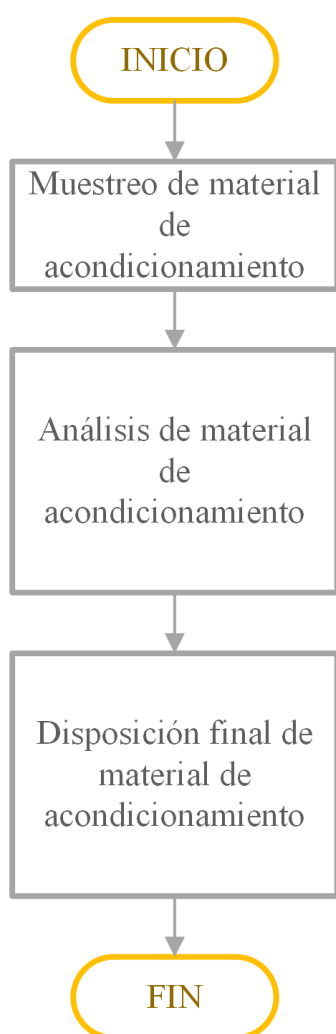 INICIO
Muestreo de material
de
acondicionamiento
Análisis de material
de
acondicionamiento
Disposición final de
material de
acondicionamiento
FIN